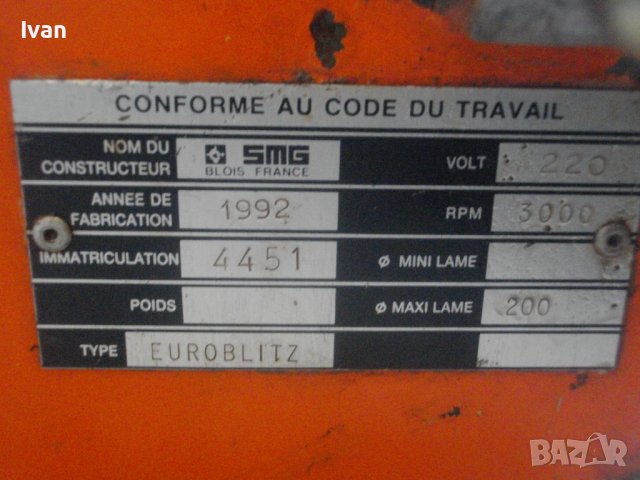 Ivan
CONFORME AU CODE DU TRAVAIL
NOM DU CONSTRUCTEUR SMG BLOIS FRANCE VOLT 220
ANNEE DE FABRICATION 1992 RPM 3000
IMMATRICULATION 4451 Ø MINI LAME
POIDS Ø MAXI LAME 200
TYPE EUROBLITZ
BAZAR